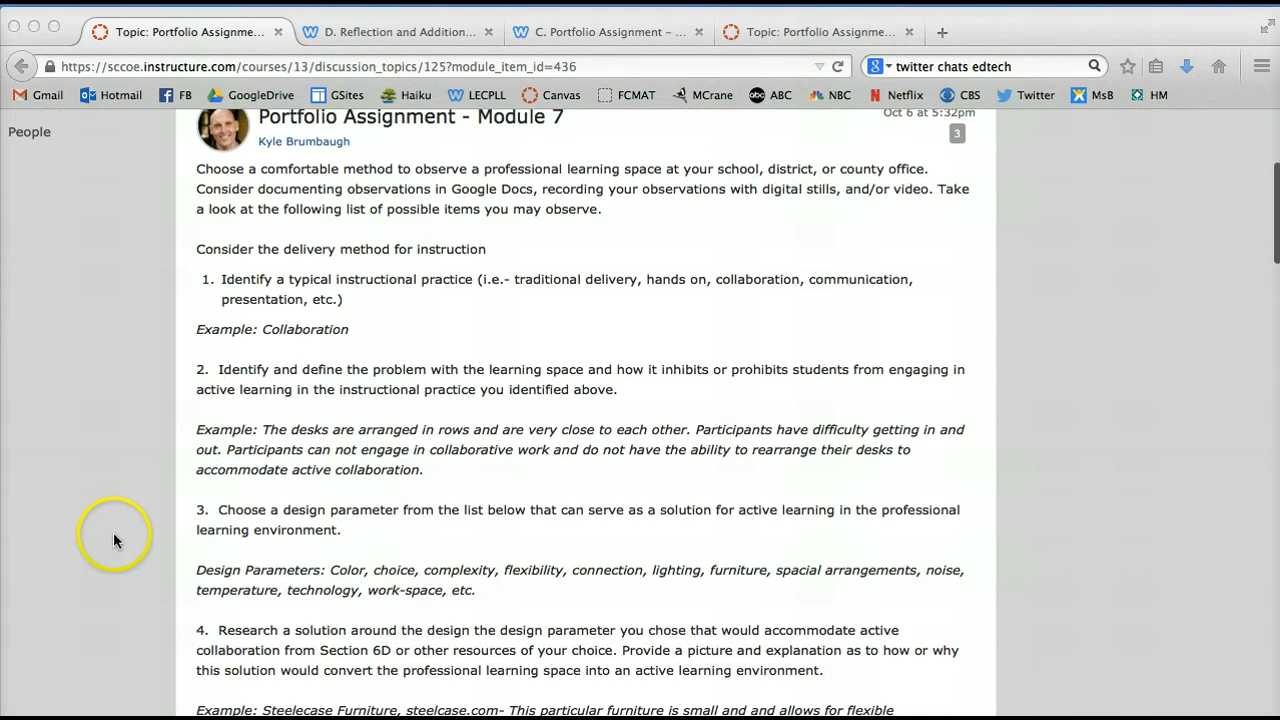 Topic: Portfolio Assignme...
D. Reflection and Addition...
C. Portfolio Assignment – ...
Topic: Portfolio Assignme...
https://sccoe.instructure.com/courses/13/discussion_topics/125?module_item_id=436
twitter chats edtech
Gmail Hotmail FB GoogleDrive GSites Haiku LECPLL Canvas FCMAT MCrane ABC NBC Netflix CBS Twitter MsB HM
People
Portfolio Assignment - Module 7
Oct 6 at 5:32pm
Kyle Brumbaugh
3
Choose a comfortable method to observe a professional learning space at your school, district, or county office.
Consider documenting observations in Google Docs, recording your observations with digital stills, and/or video. Take
a look at the following list of possible items you may observe.
Consider the delivery method for instruction
1. Identify a typical instructional practice (i.e.- traditional delivery, hands on, collaboration, communication,
presentation, etc.)
Example: Collaboration
2. Identify and define the problem with the learning space and how it inhibits or prohibits students from engaging in
active learning in the instructional practice you identified above.
Example: The desks are arranged in rows and are very close to each other. Participants have difficulty getting in and
out. Participants can not engage in collaborative work and do not have the ability to rearrange their desks to
accommodate active collaboration.
3. Choose a design parameter from the list below that can serve as a solution for active learning in the professional
learning environment.
Design Parameters: Color, choice, complexity, flexibility, connection, lighting, furniture, spacial arrangements, noise,
temperature, technology, work-space, etc.
4. Research a solution around the design the design parameter you chose that would accommodate active
collaboration from Section 6D or other resources of your choice. Provide a picture and explanation as to how or why
this solution would convert the professional learning space into an active learning environment.
Example: Steelecase Furniture, steelcase.com- This particular furniture is small and and allows for flexible